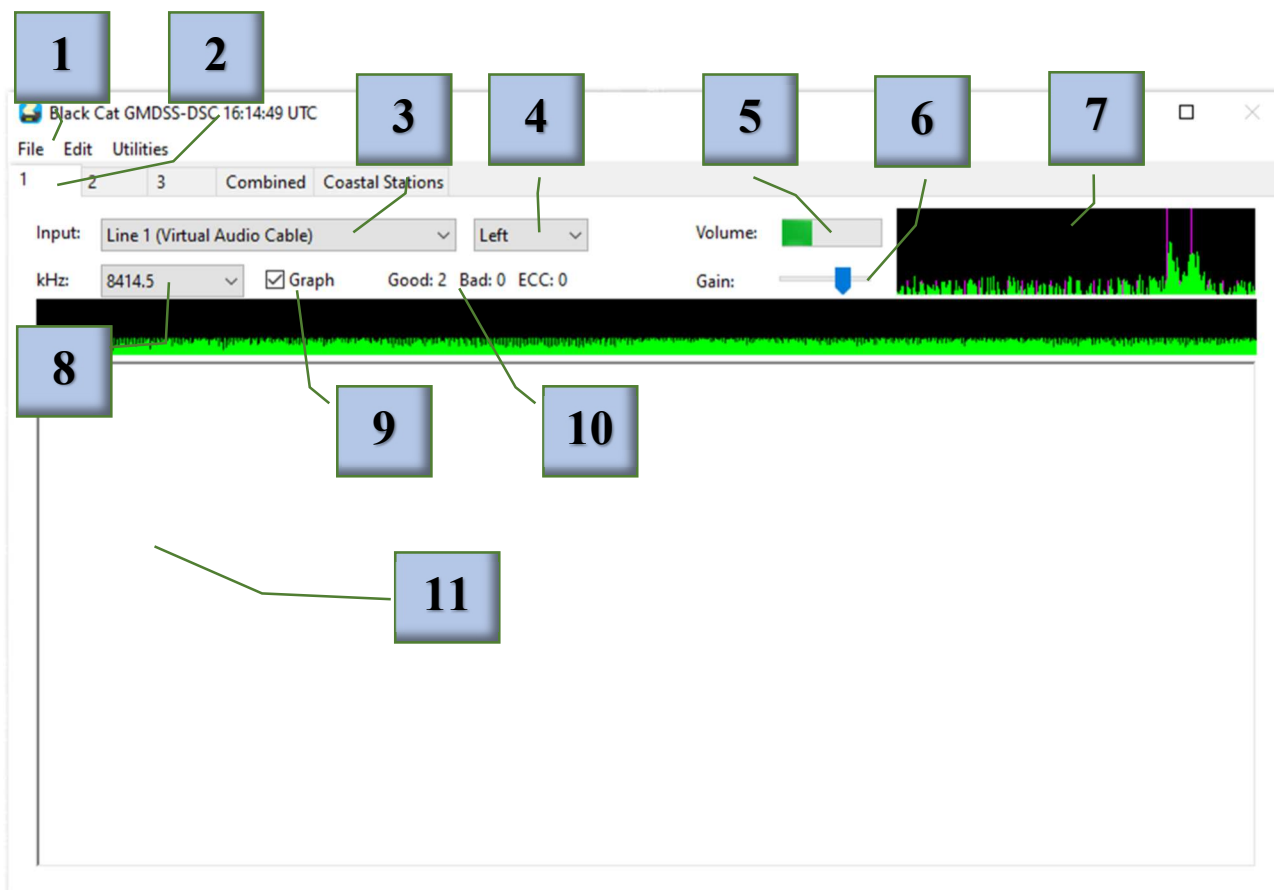 1
2
3
4
5
6
7
Black Cat GMDSS-DSC 16:14:49 UTC
File Edit Utilities
1 2 3 Combined Coastal Stations
Input: Line 1 (Virtual Audio Cable) Left Volume:
kHz: 8414.5 Graph Good: 2 Bad: 0 ECC: 0 Gain:
8
9
10
11